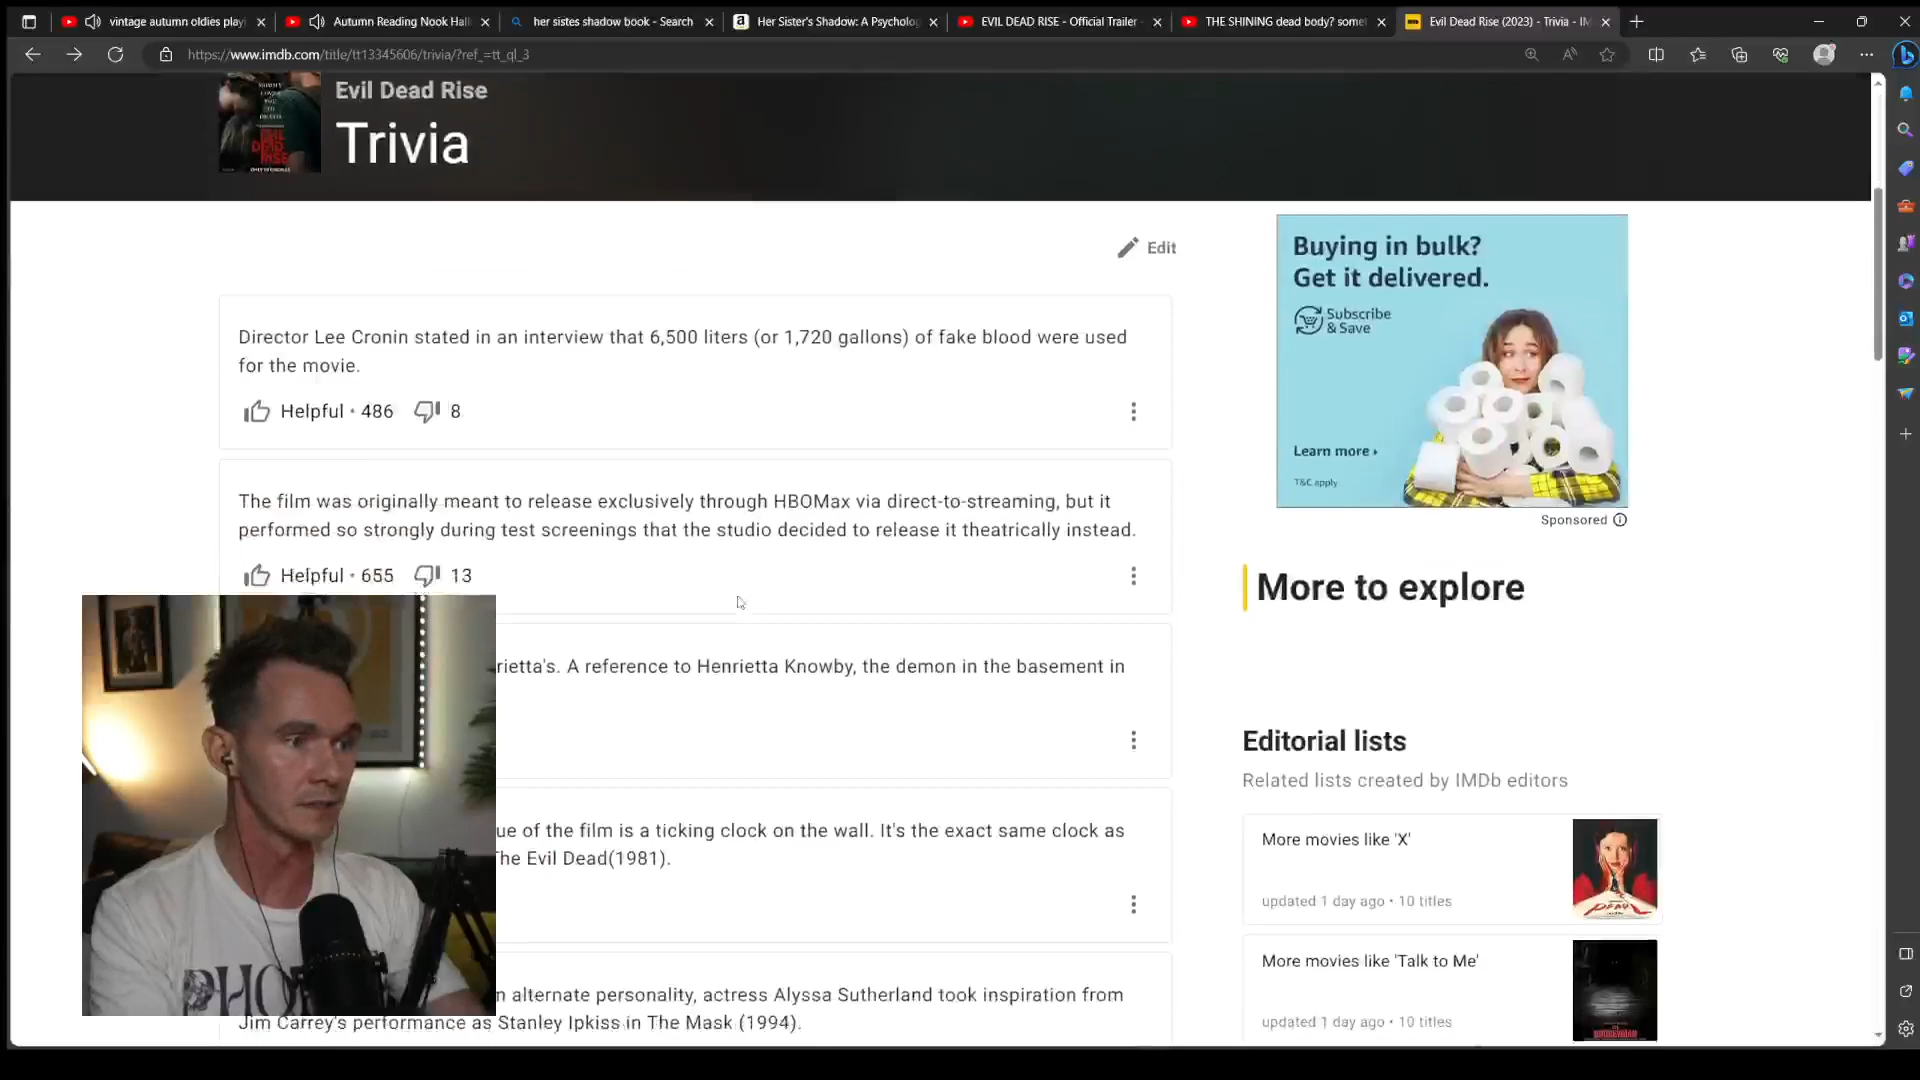 vintage autumn oldies playi
Autumn Reading Nook Hall
her sistes shadow book - Search
Her Sister's Shadow: A Psycholog
EVIL DEAD RISE - Official Trailer -
THE SHINING dead body? some
Evil Dead Rise (2023) - Trivia - IM
https://www.imdb.com/title/tt13345606/trivia/?ref_=tt_ql_3
Evil Dead Rise
Trivia
Edit
Director Lee Cronin stated in an interview that 6,500 liters (or 1,720 gallons) of fake blood were used
for the movie.
Helpful • 486 8
The film was originally meant to release exclusively through HBOMax via direct-to-streaming, but it
performed so strongly during test screenings that the studio decided to release it theatrically instead.
Helpful • 655 13
rietta's. A reference to Henrietta Knowby, the demon in the basement in
ue of the film is a ticking clock on the wall. It's the exact same clock as
The Evil Dead(1981).
n alternate personality, actress Alyssa Sutherland took inspiration from
Jim Carrey's performance as Stanley Ipkiss in The Mask (1994).
Buying in bulk?
Get it delivered.
Subscribe
& Save
Learn more
T&C apply
Sponsored
More to explore
Editorial lists
Related lists created by IMDb editors
More movies like 'X'
updated 1 day ago • 10 titles
PEARL
More movies like 'Talk to Me'
updated 1 day ago • 10 titles